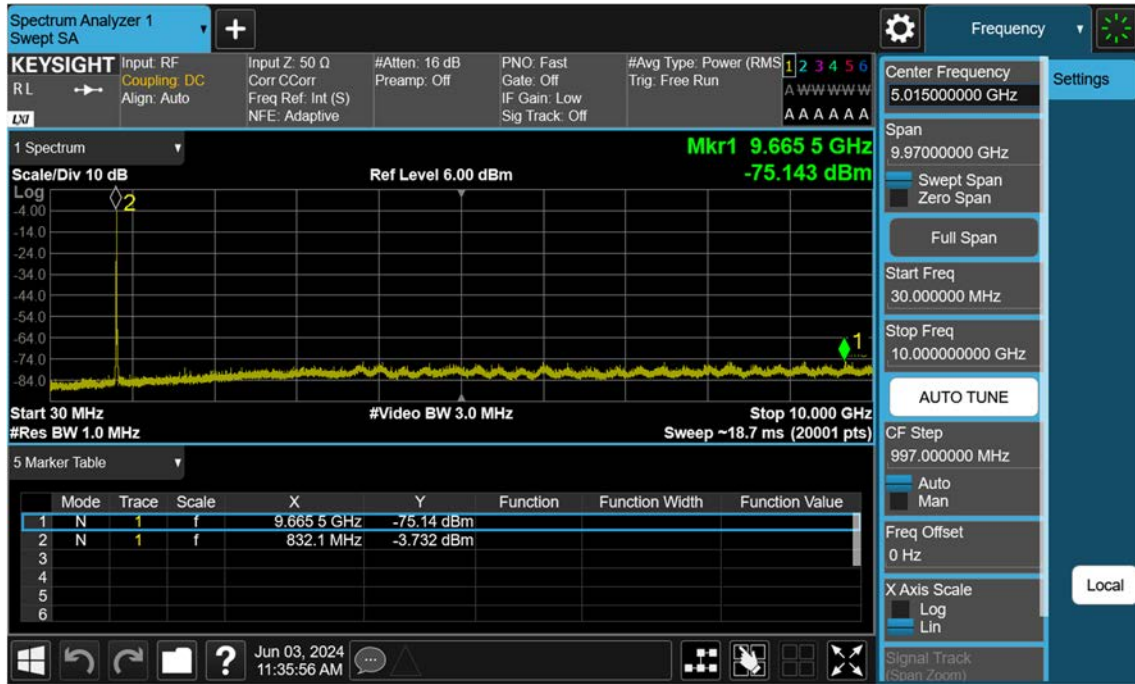 Spectrum Analyzer 1
Swept SA
Frequency
KEYSIGHT
RL
LXI
Input: RF
Coupling: DC
Align: Auto
Input Z: 50 Ω
Corr CCorr
Freq Ref: Int (S)
NFE: Adaptive
#Atten: 16 dB
Preamp: Off
PNO: Fast
Gate: Off
IF Gain: Low
Sig Track: Off
#Avg Type: Power (RMS
Trig: Free Run
1 2 3 4 5 6
A W W W W W
A A A A A A
1 Spectrum
Mkr1 9.665 5 GHz
Scale/Div 10 dB
Ref Level 6.00 dBm
-75.143 dBm
Log
2
-4.00
-14.0
-24.0
-34.0
-44.0
-54.0
-64.0
1
-74.0
-84.0
Start 30 MHz
#Video BW 3.0 MHz
Stop 10.000 GHz
#Res BW 1.0 MHz
Sweep ~18.7 ms (20001 pts)
5 Marker Table
Mode Trace Scale X Y Function Function Width Function Value
1 N 1 f 9.665 5 GHz -75.14 dBm
2 N 1 f 832.1 MHz -3.732 dBm
3
4
5
6
Jun 03, 2024
11:35:56 AM
Center Frequency
5.015000000 GHz
Settings
Span
9.97000000 GHz
Swept Span
Zero Span
Full Span
Start Freq
30.000000 MHz
Stop Freq
10.000000000 GHz
AUTO TUNE
CF Step
997.000000 MHz
Auto
Man
Freq Offset
0 Hz
X Axis Scale
Log
Lin
Local
Signal Track
(Span Zoom)